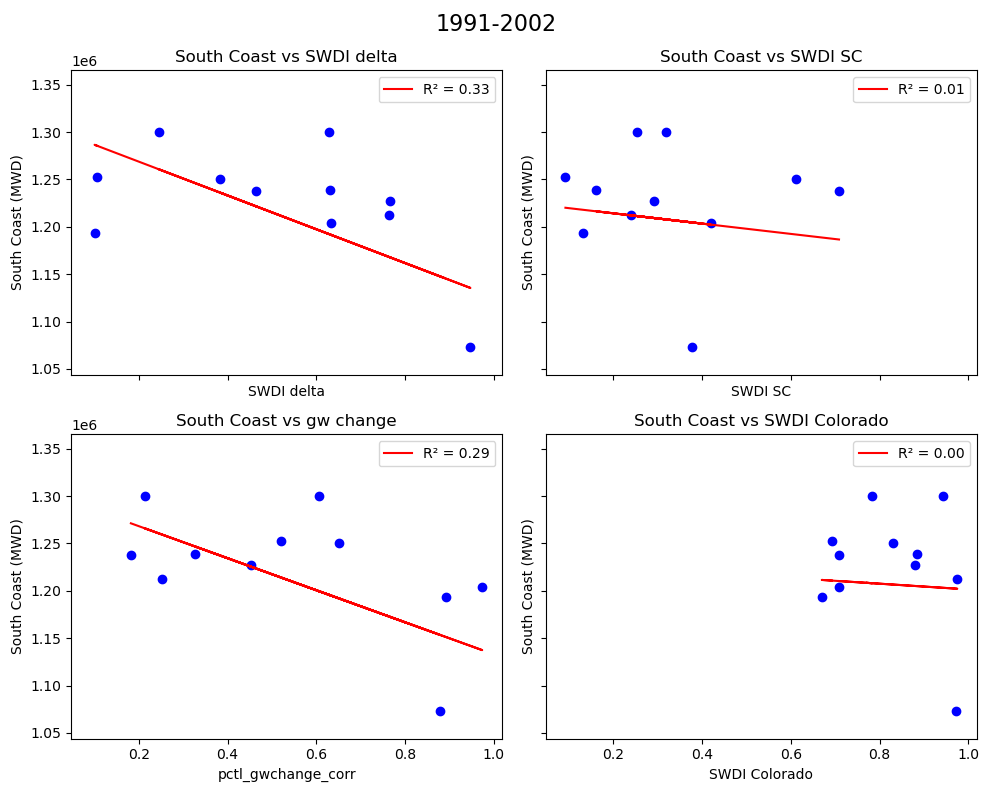 1991-2002
South Coast vs SWDI delta
1e6
1.35
1.30
1.25
1.20
1.15
1.10
1.05
South Coast (MWD)
R² = 0.33
SWDI delta
South Coast vs SWDI SC
South Coast (MWD)
R² = 0.01
SWDI SC
South Coast vs gw change
1e6
1.35
1.30
1.25
1.20
1.15
1.10
1.05
South Coast (MWD)
R² = 0.29
0.2 0.4 0.6 0.8 1.0
pctl_gwchange_corr
South Coast vs SWDI Colorado
South Coast (MWD)
R² = 0.00
0.2 0.4 0.6 0.8 1.0
SWDI Colorado